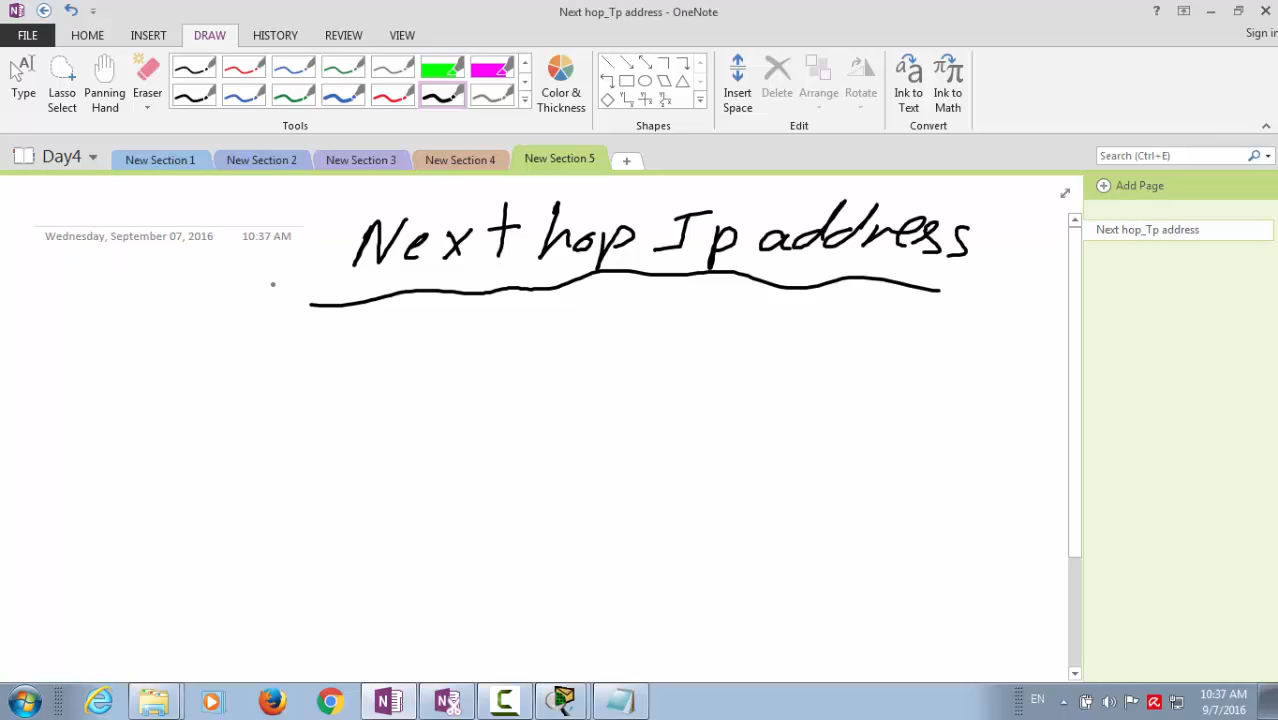 Next hop_Tp address - OneNote
?
Sign in
FILE HOME INSERT DRAW HISTORY REVIEW VIEW
Type
Lasso Select
Panning Hand
Eraser
Color & Thickness
Insert Space
Delete
Arrange
Rotate
Ink to Text
Ink to Math
Tools
Shapes
Edit
Convert
Day4
New Section 1
New Section 2
New Section 3
New Section 4
New Section 5
Search (Ctrl+E)
Add Page
Next hop_Tp address
Wednesday, September 07, 2016 10:37 AM
Next hop Ip address
EN
10:37 AM
9/7/2016